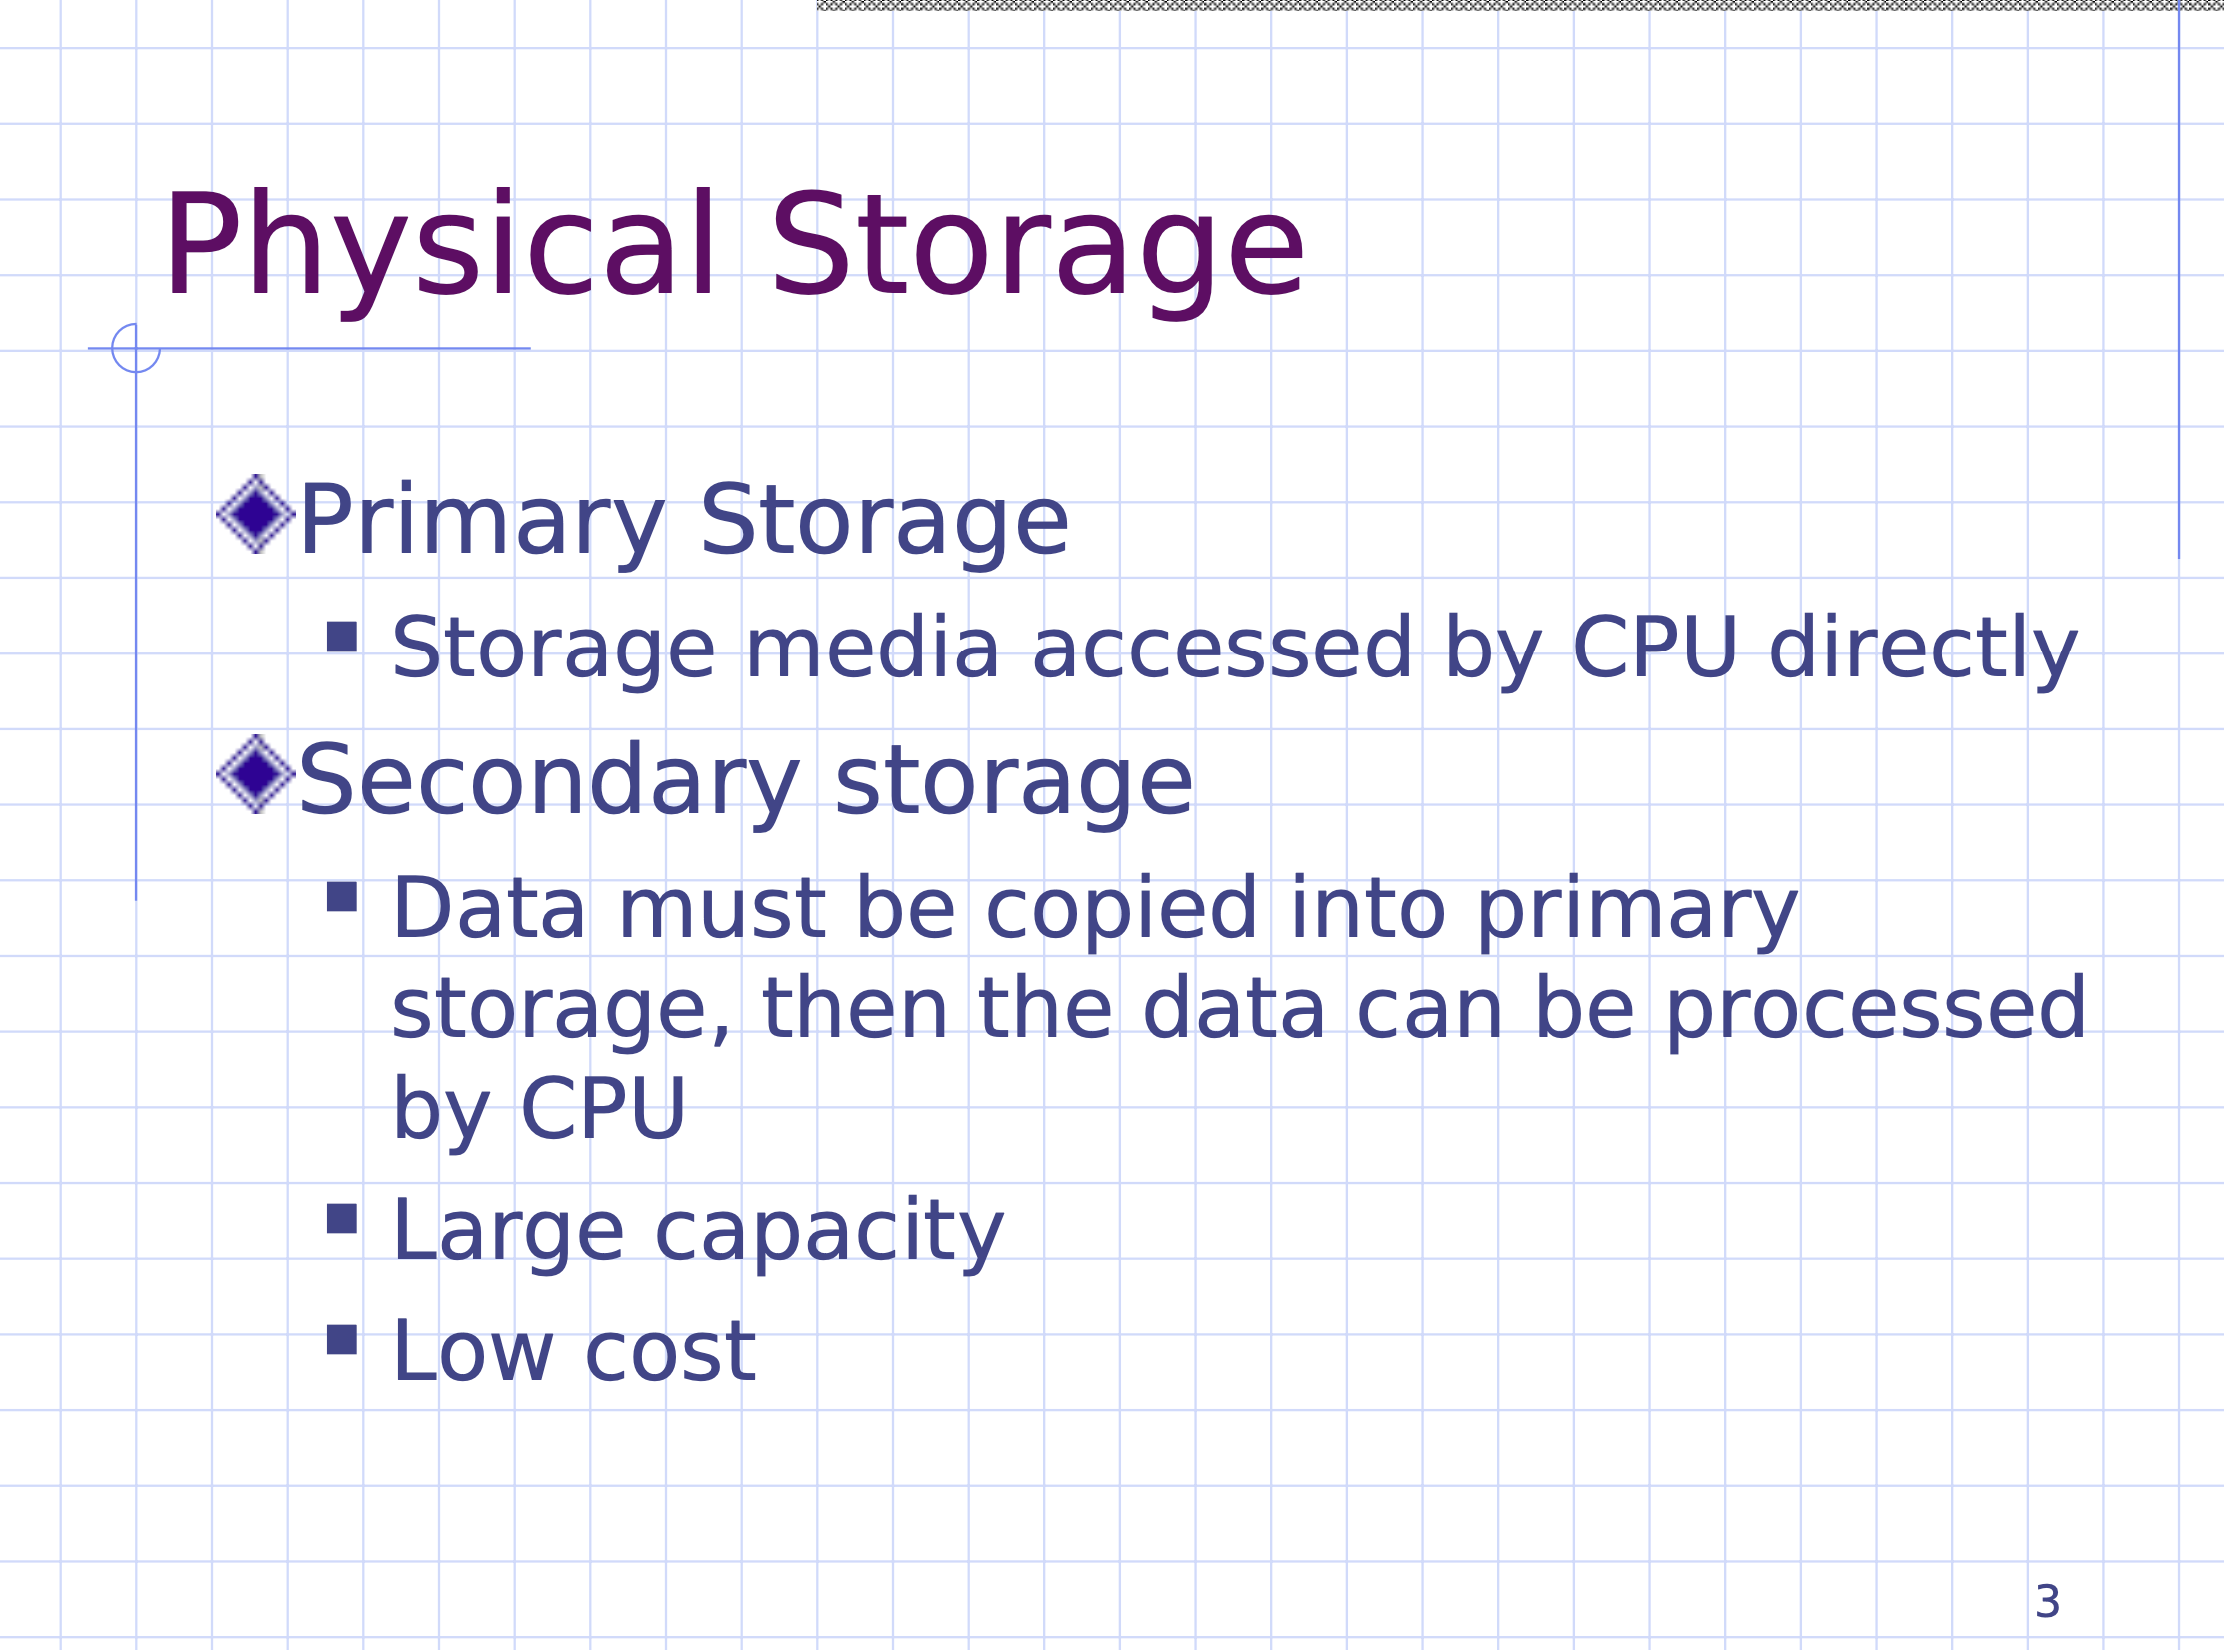 Physical Storage
Primary Storage
Storage media accessed by CPU directly
Secondary storage
Data must be copied into primary
storage, then the data can be processed
by CPU
Large capacity
Low cost
3